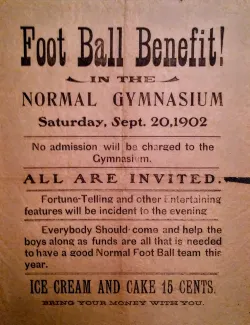 Foot Ball Benefit!
IN THE
NORMAL GYMNASIUM
Saturday, Sept. 20, 1902
No admission will be charged to the
Gymnasium.
ALL ARE INVITED.
Fortune-Telling and other Entertaining
features will be incident to the evening
Everybody Should come and help the
boys along as funds are all that is needed
to have a good Normal Foot Ball team this
year.
ICE CREAM AND CAKE 15 CENTS.
BRING YOUR MONEY WITH YOU.